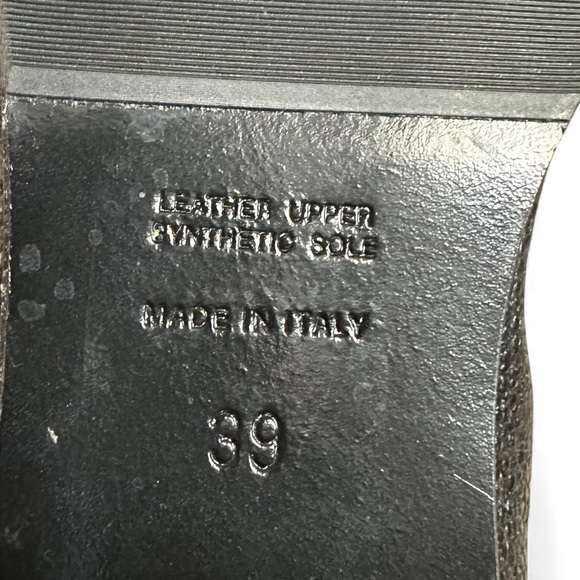 LEATHER UPPER
SYNTHETIC SOLE
MADE IN ITALY
39